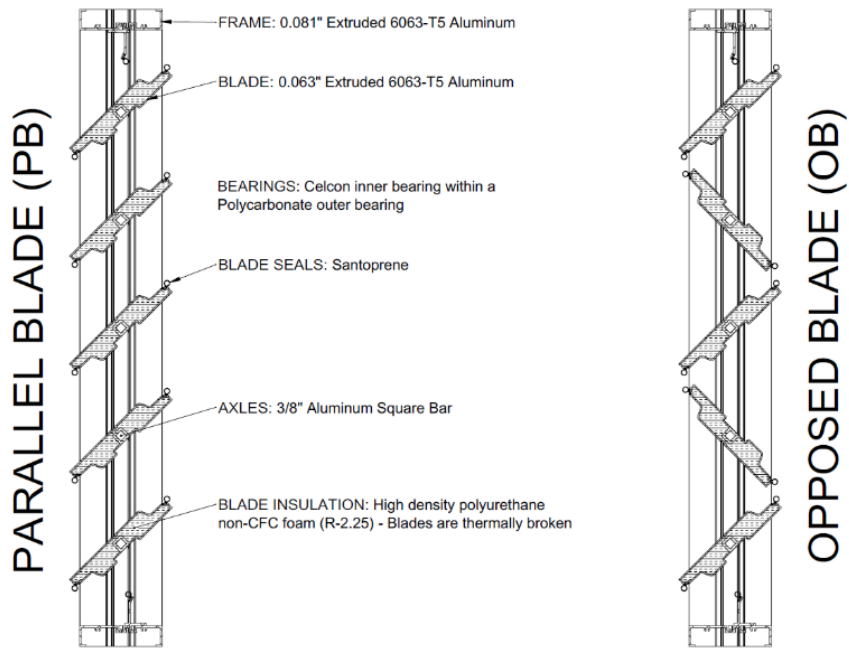 PARALLEL BLADE (PB)
FRAME: 0.081" Extruded 6063-T5 Aluminum
BLADE: 0.063" Extruded 6063-T5 Aluminum
BEARINGS: Celcon inner bearing within a
Polycarbonate outer bearing
BLADE SEALS: Santoprene
AXLES: 3/8" Aluminum Square Bar
BLADE INSULATION: High density polyurethane
non-CFC foam (R-2.25) - Blades are thermally broken
OPPOSED BLADE (OB)